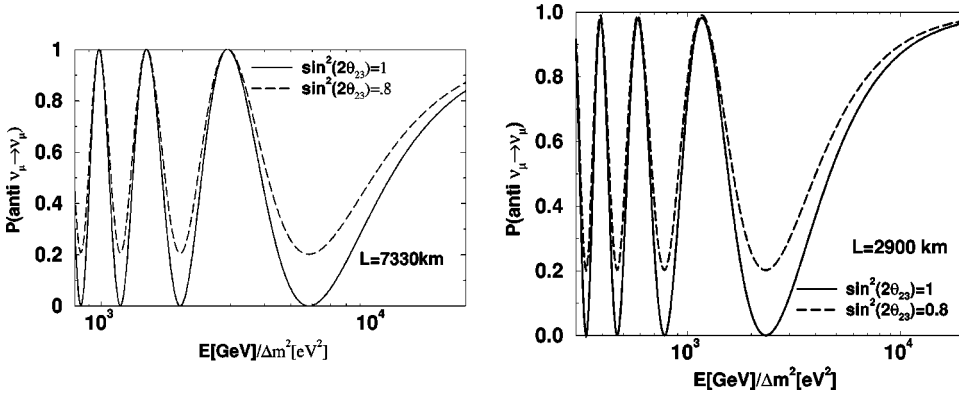 P(anti ν_μ→ν_μ)
1
0.8
0.6
0.4
0.2
0
sin²(2θ₂₃)=1
sin²(2θ₂₃)=.8
L=7330km
10³
10⁴
E[GeV]/Δm²[eV²]
P(anti ν_μ→ν_μ)
1.0
0.8
0.6
0.4
0.2
0.0
L=2900 km
sin²(2θ₂₃)=1
sin²(2θ₂₃)=0.8
10³
10⁴
E[GeV]/Δm²[eV²]